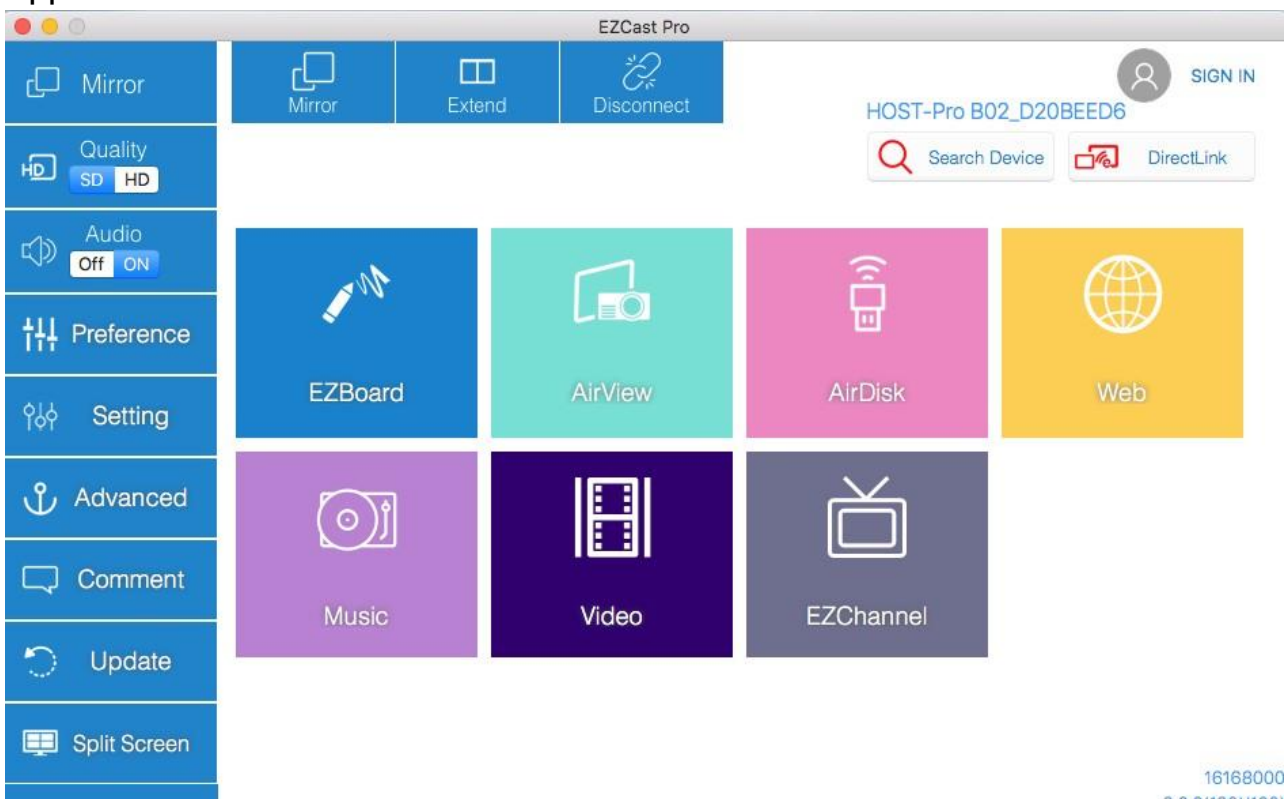 EZCast Pro
Mirror
HD
Quality
SD HD
Audio
Off ON
Preference
Setting
Advanced
Comment
Update
Split Screen
Mirror
Extend
Disconnect
SIGN IN
HOST-Pro B02_D20BEED6
Search Device
DirectLink
EZBoard
AirView
AirDisk
Web
Music
Video
EZChannel
16168000